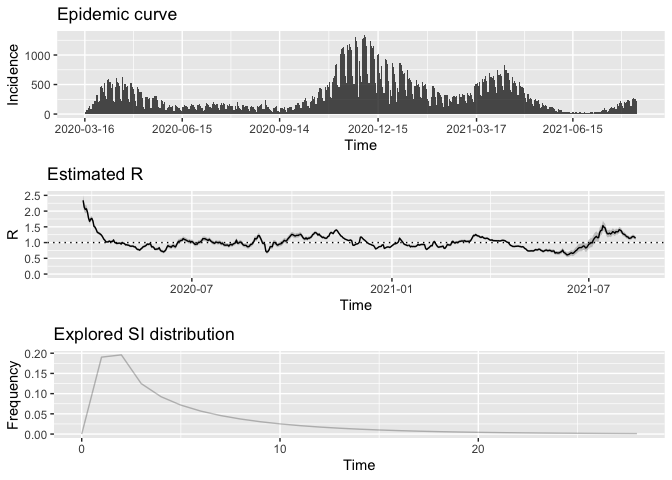 Epidemic curve
Incidence
1000
500
0
2020-03-16 2020-06-15 2020-09-14 2020-12-15 2021-03-17 2021-06-15
Time
Estimated R
R
2.5
2.0
1.5
1.0
0.5
0.0
2020-07 2021-01 2021-07
Time
Explored SI distribution
Frequency
0.20
0.15
0.10
0.05
0.00
0 10 20
Time